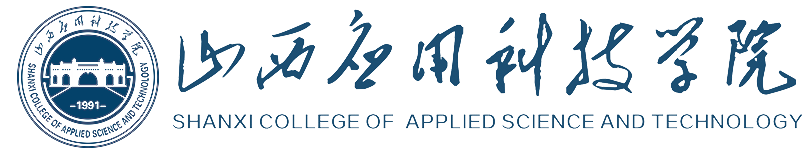 山西应用科技学院
SHANXI COLLEGE OF APPLIED SCIENCE AND TECHNOLOGY
-1991-
山西应用科技学院
SHANXI COLLEGE OF APPLIED SCIENCE AND TECHNOLOGY